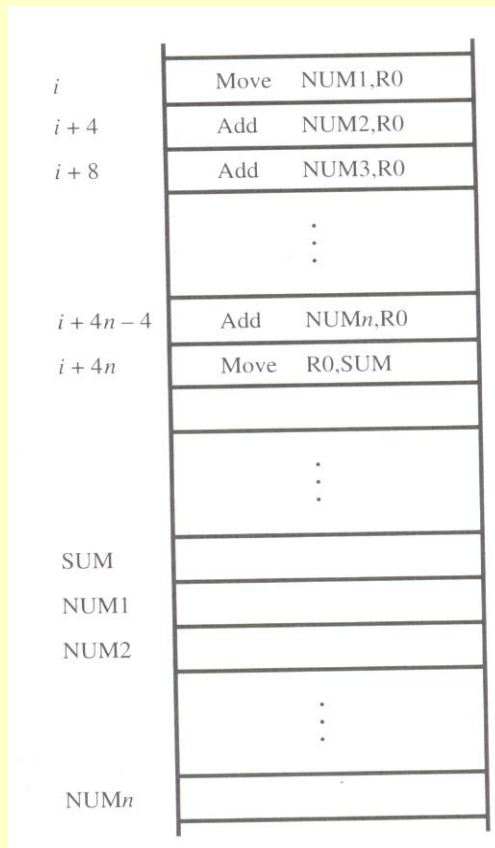 i Move NUM1,R0
i + 4 Add NUM2,R0
i + 8 Add NUM3,R0
i + 4n – 4 Add NUMn,R0
i + 4n Move R0,SUM
SUM
NUM1
NUM2
NUMn